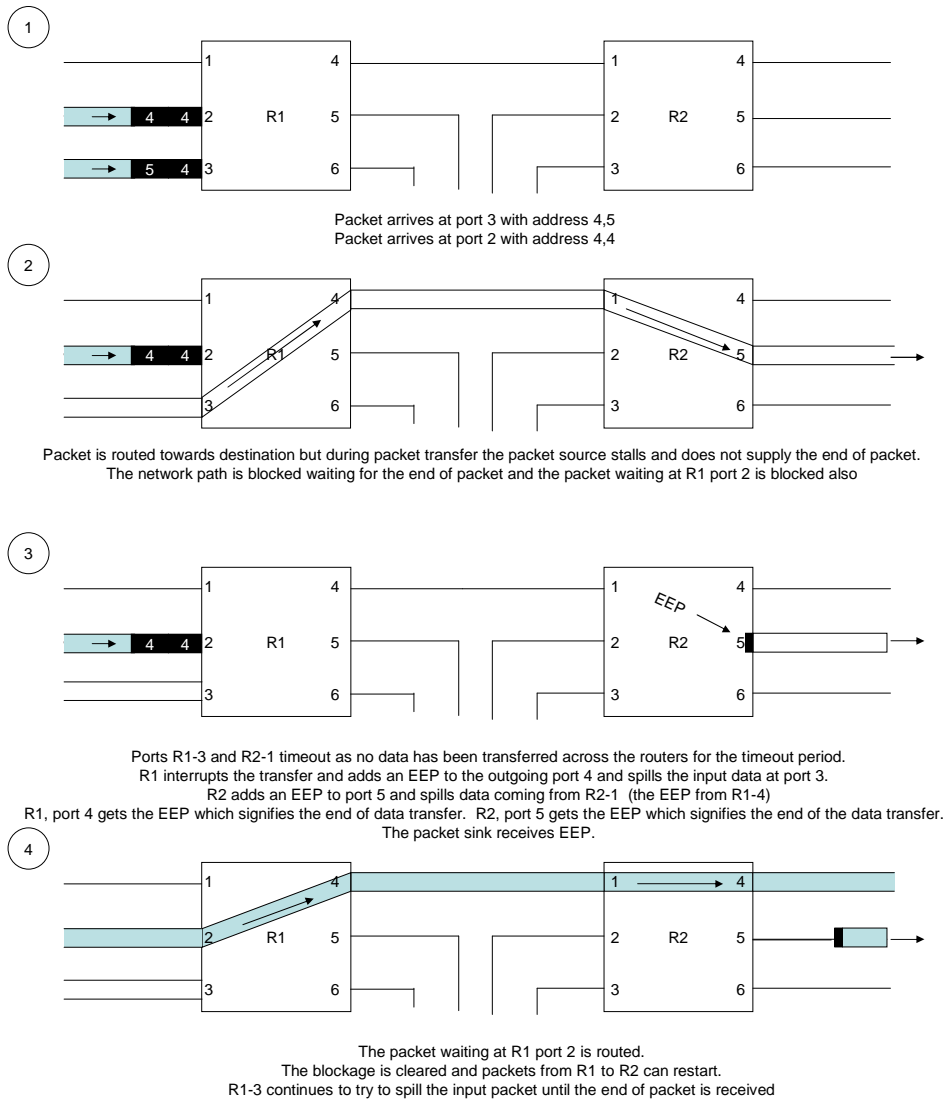 1
1 4 1 4
4 4 2 R1 5 2 R2 5
5 4 3 6 3 6
Packet arrives at port 3 with address 4,5
Packet arrives at port 2 with address 4,4
2
1 4 1 4
4 4 2 R1 5 2 R2 5
3 6 3 6
Packet is routed towards destination but during packet transfer the packet source stalls and does not supply the end of packet.
The network path is blocked waiting for the end of packet and the packet waiting at R1 port 2 is blocked also
3
1 4 1 4
EEP
4 4 2 R1 5 2 R2 5
3 6 3 6
Ports R1-3 and R2-1 timeout as no data has been transferred across the routers for the timeout period.
R1 interrupts the transfer and adds an EEP to the outgoing port 4 and spills the input data at port 3.
R2 adds an EEP to port 5 and spills data coming from R2-1 (the EEP from R1-4)
R1, port 4 gets the EEP which signifies the end of data transfer. R2, port 5 gets the EEP which signifies the end of the data transfer.
The packet sink receives EEP.
4
1 4 1 4
2 R1 5 2 R2 5
3 6 3 6
The packet waiting at R1 port 2 is routed.
The blockage is cleared and packets from R1 to R2 can restart.
R1-3 continues to try to spill the input packet until the end of packet is received